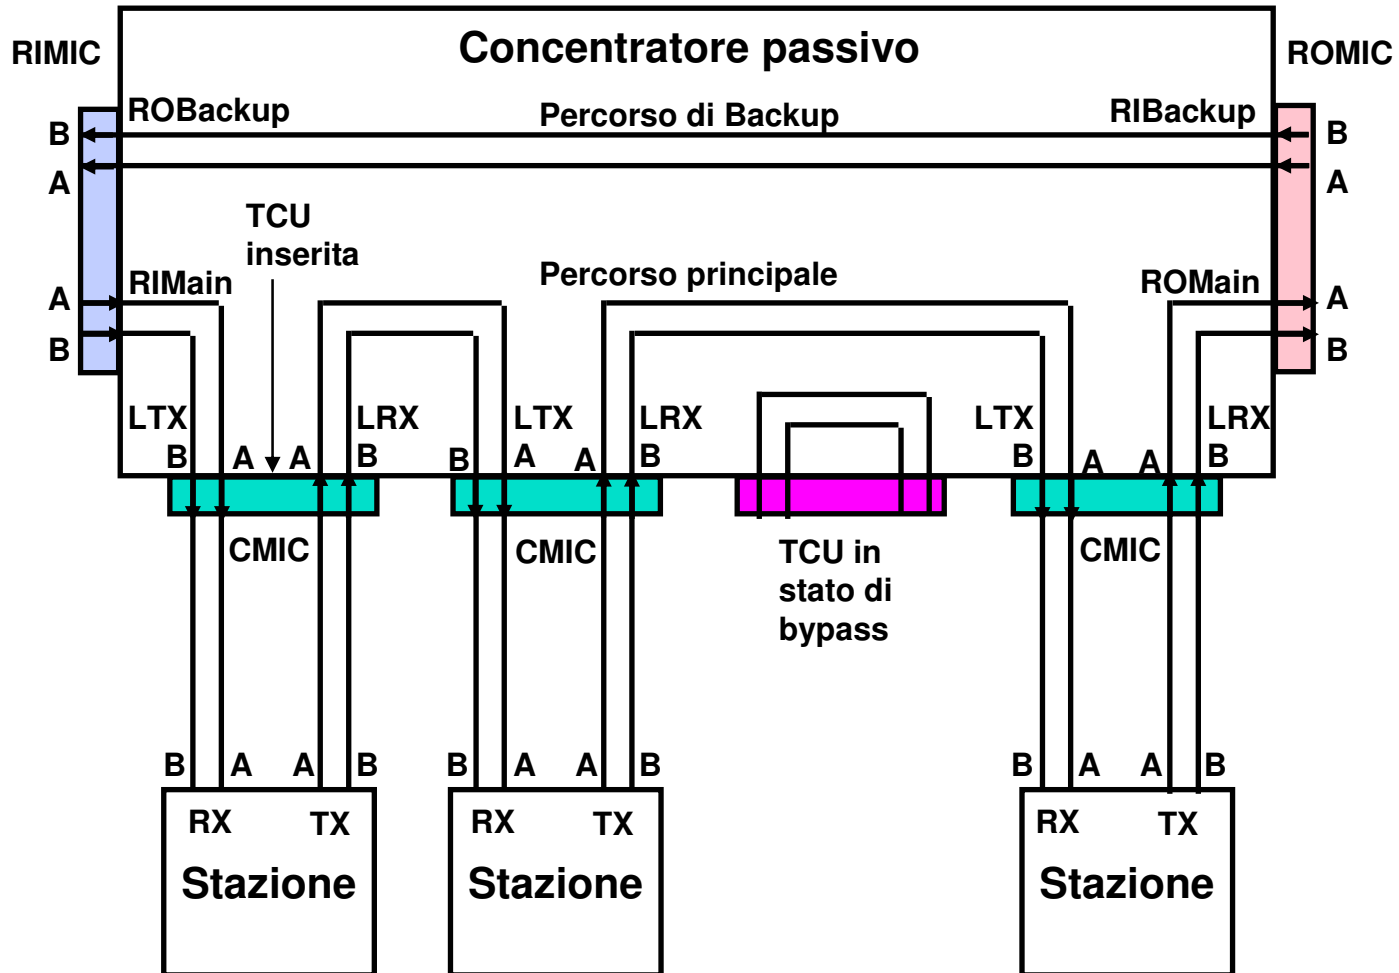 Concentratore passivo
RIMIC
ROMIC
ROBackup
Percorso di Backup
RIBackup
B
B
A
A
TCU
inserita
RIMain
Percorso principale
ROMain
A
A
B
B
LTX
LRX
LTX
LRX
LTX
LRX
B
A
A
B
B
A
A
B
B
A
A
B
CMIC
CMIC
TCU in
stato di
bypass
CMIC
B
A
A
B
B
A
A
B
B
A
A
B
RX
TX
RX
TX
RX
TX
Stazione
Stazione
Stazione